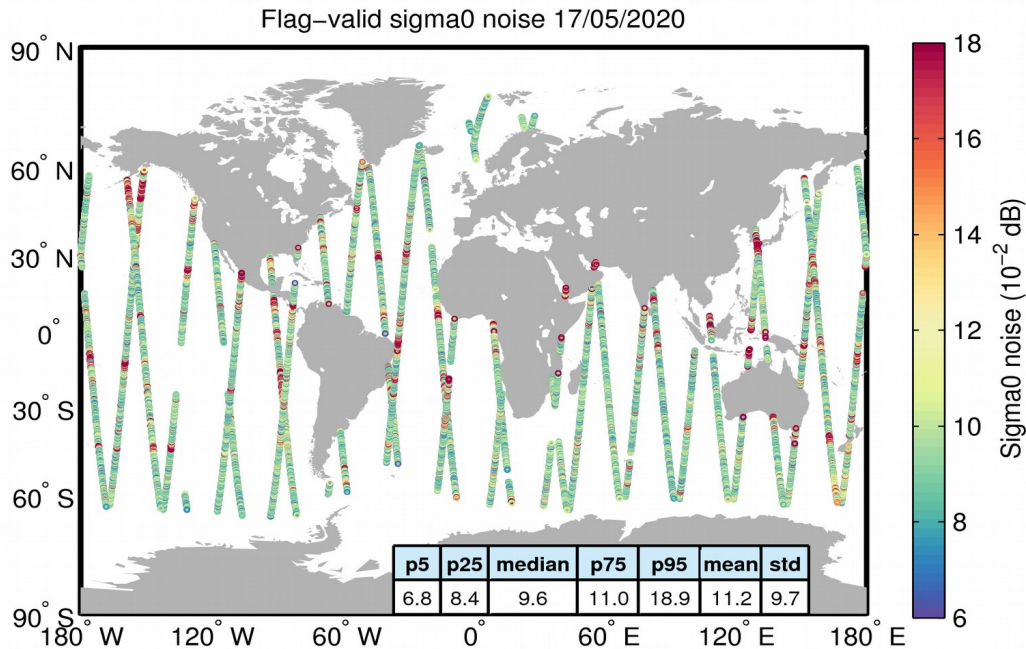 Flag−valid sigma0 noise 17/05/2020
90° N
60° N
30° N
0°
30° S
60° S
90° S
180° W
120° W
60° W
0°
60° E
120° E
180° E
p5 p25 median p75 p95 mean std
6.8 8.4 9.6 11.0 18.9 11.2 9.7
18
16
14
12
10
8
6
Sigma0 noise (10⁻² dB)